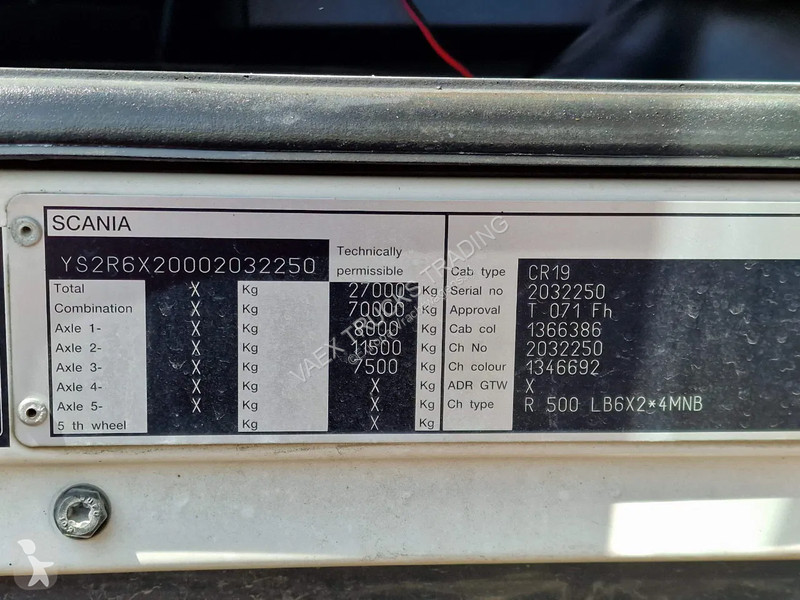 SCANIA
YS2R6X20002032250
Technically
permissible
Total X Kg 27000 Kg
Combination X Kg 70000 Kg
Axle 1- X Kg 8000 Kg
Axle 2- X Kg 11500 Kg
Axle 3- X Kg 7500 Kg
Axle 4- X Kg X Kg
Axle 5- X Kg X Kg
5 th wheel Kg X Kg
Cab type CR19
Serial no 2032250
Approval T 071 Fh
Cab col 1366386
Ch No 2032250
Ch colour 1346692
ADR GTW X
Ch type R 500 LB6X2*4MNB
VAEX TRUCKS TRADING